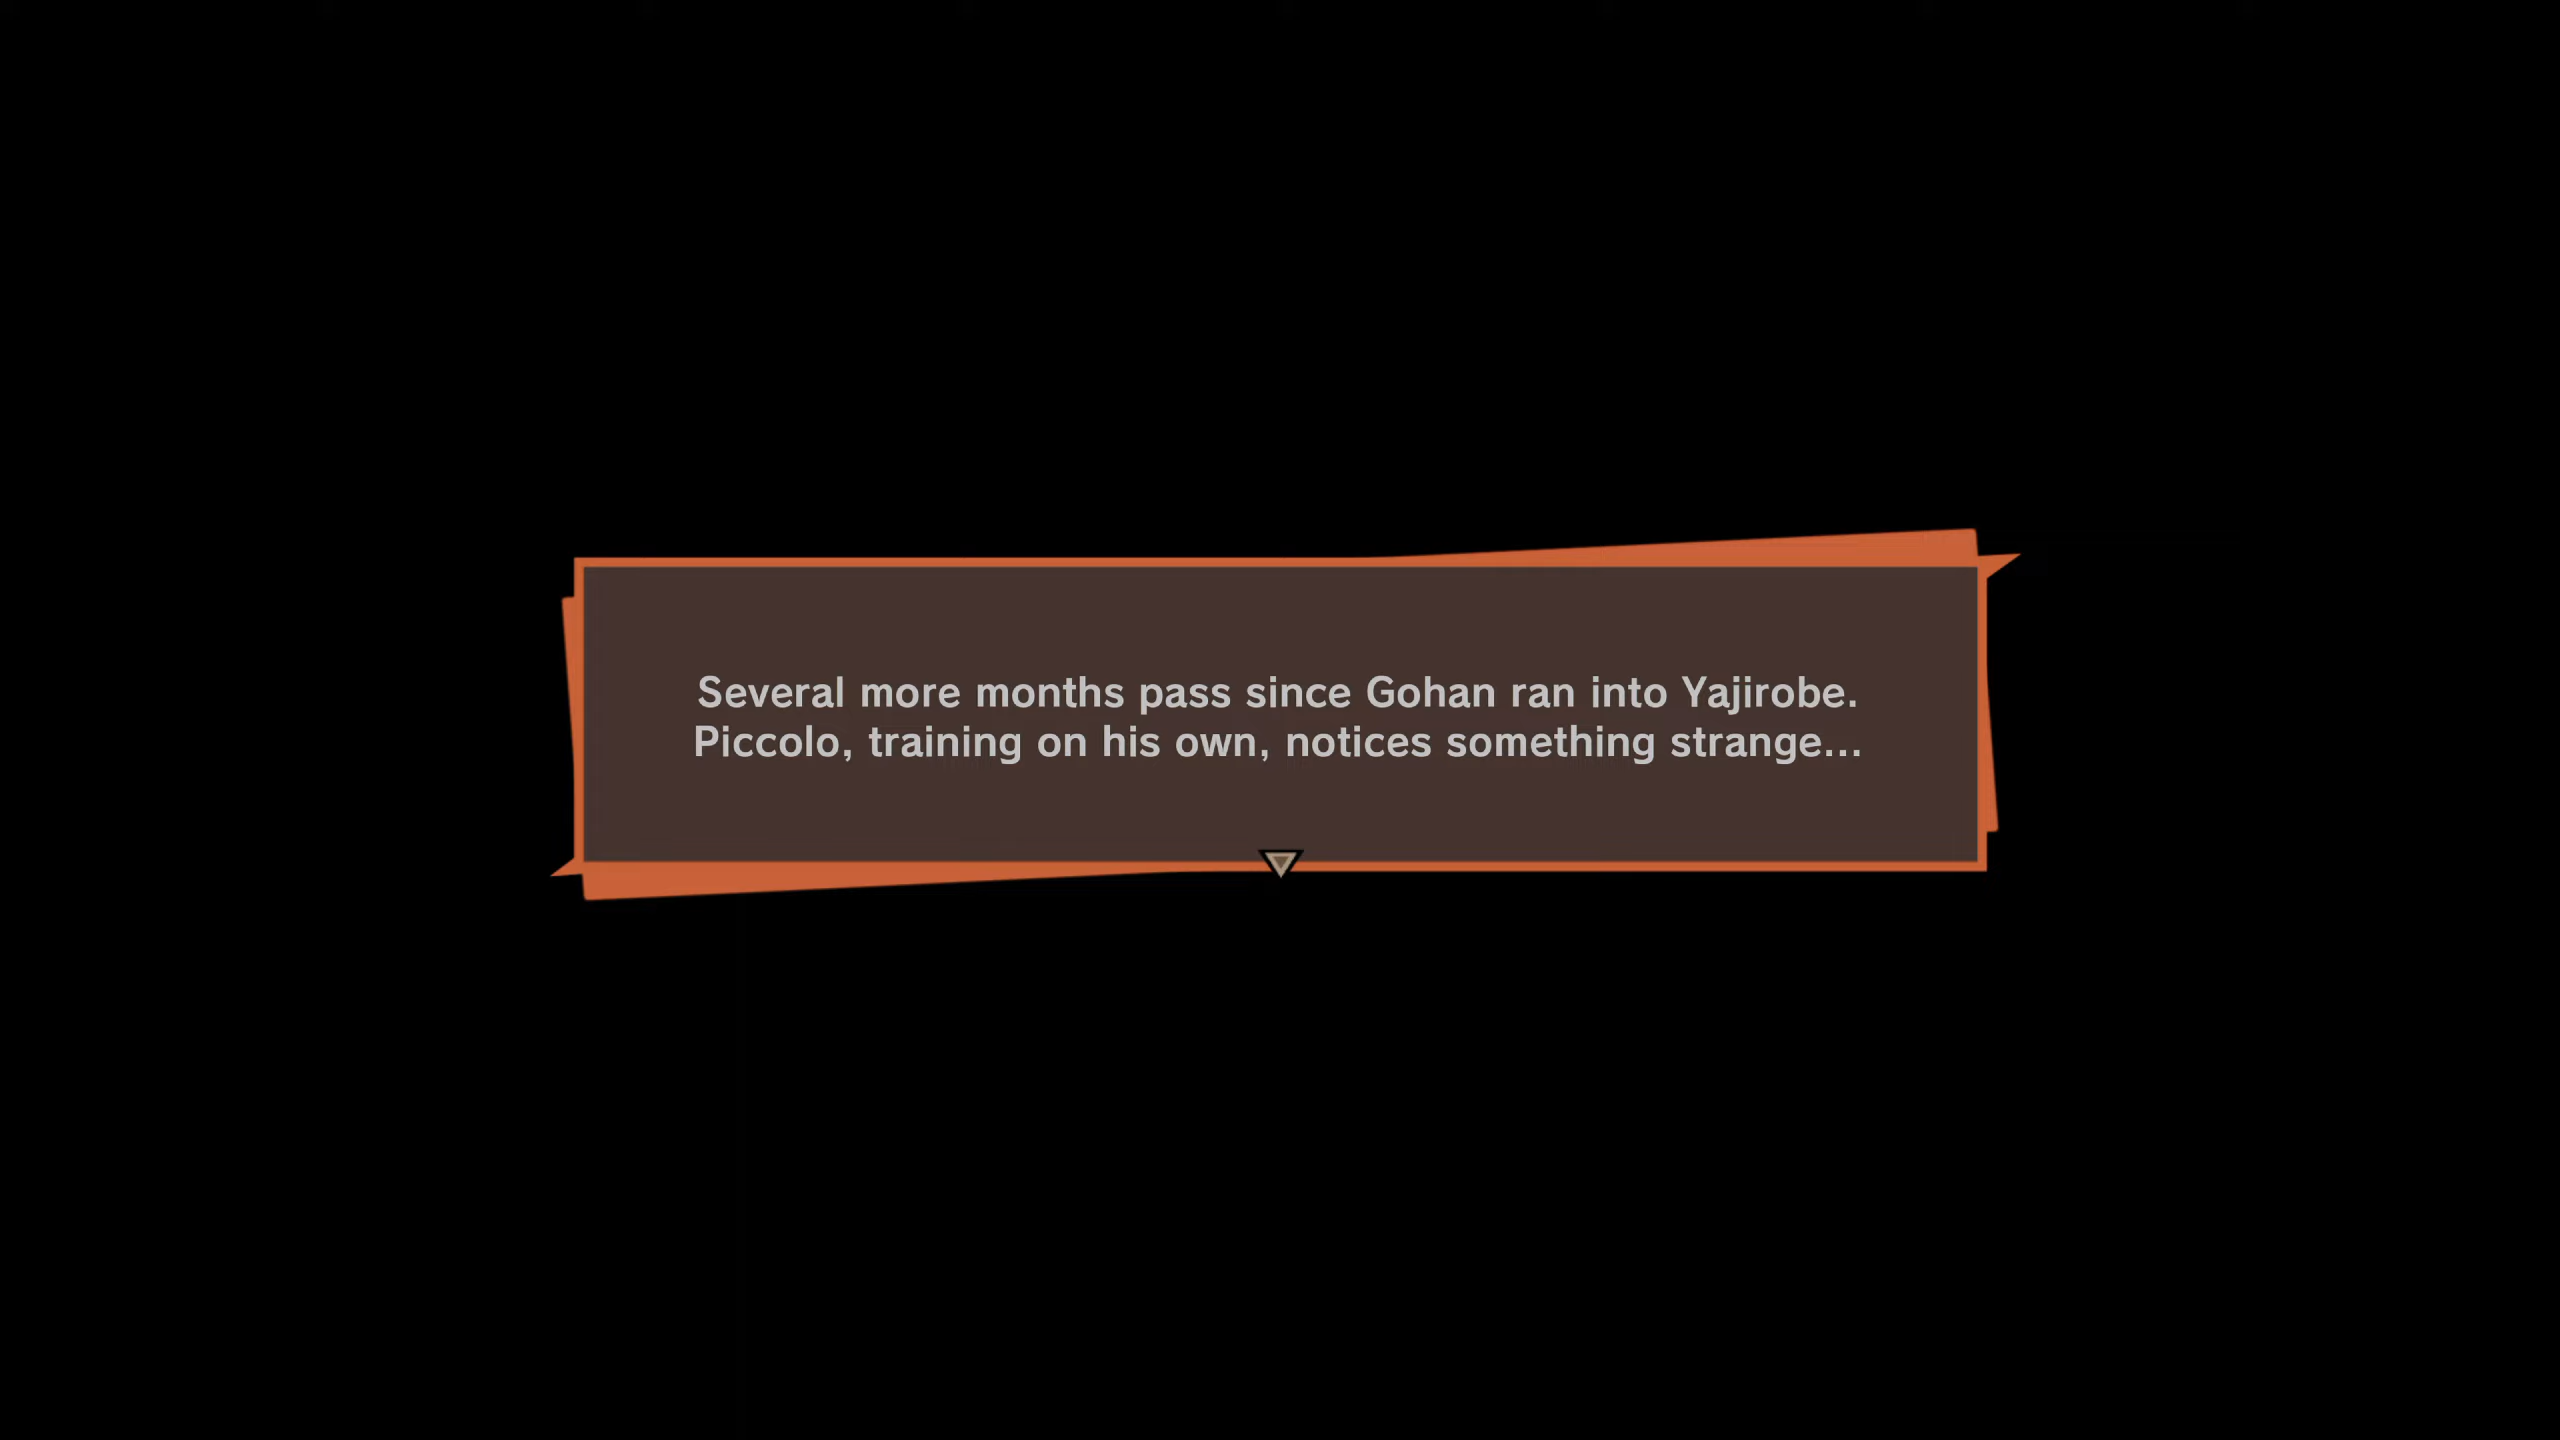 Several more months pass since Gohan ran into Yajirobe.
Piccolo, training on his own, notices something strange...